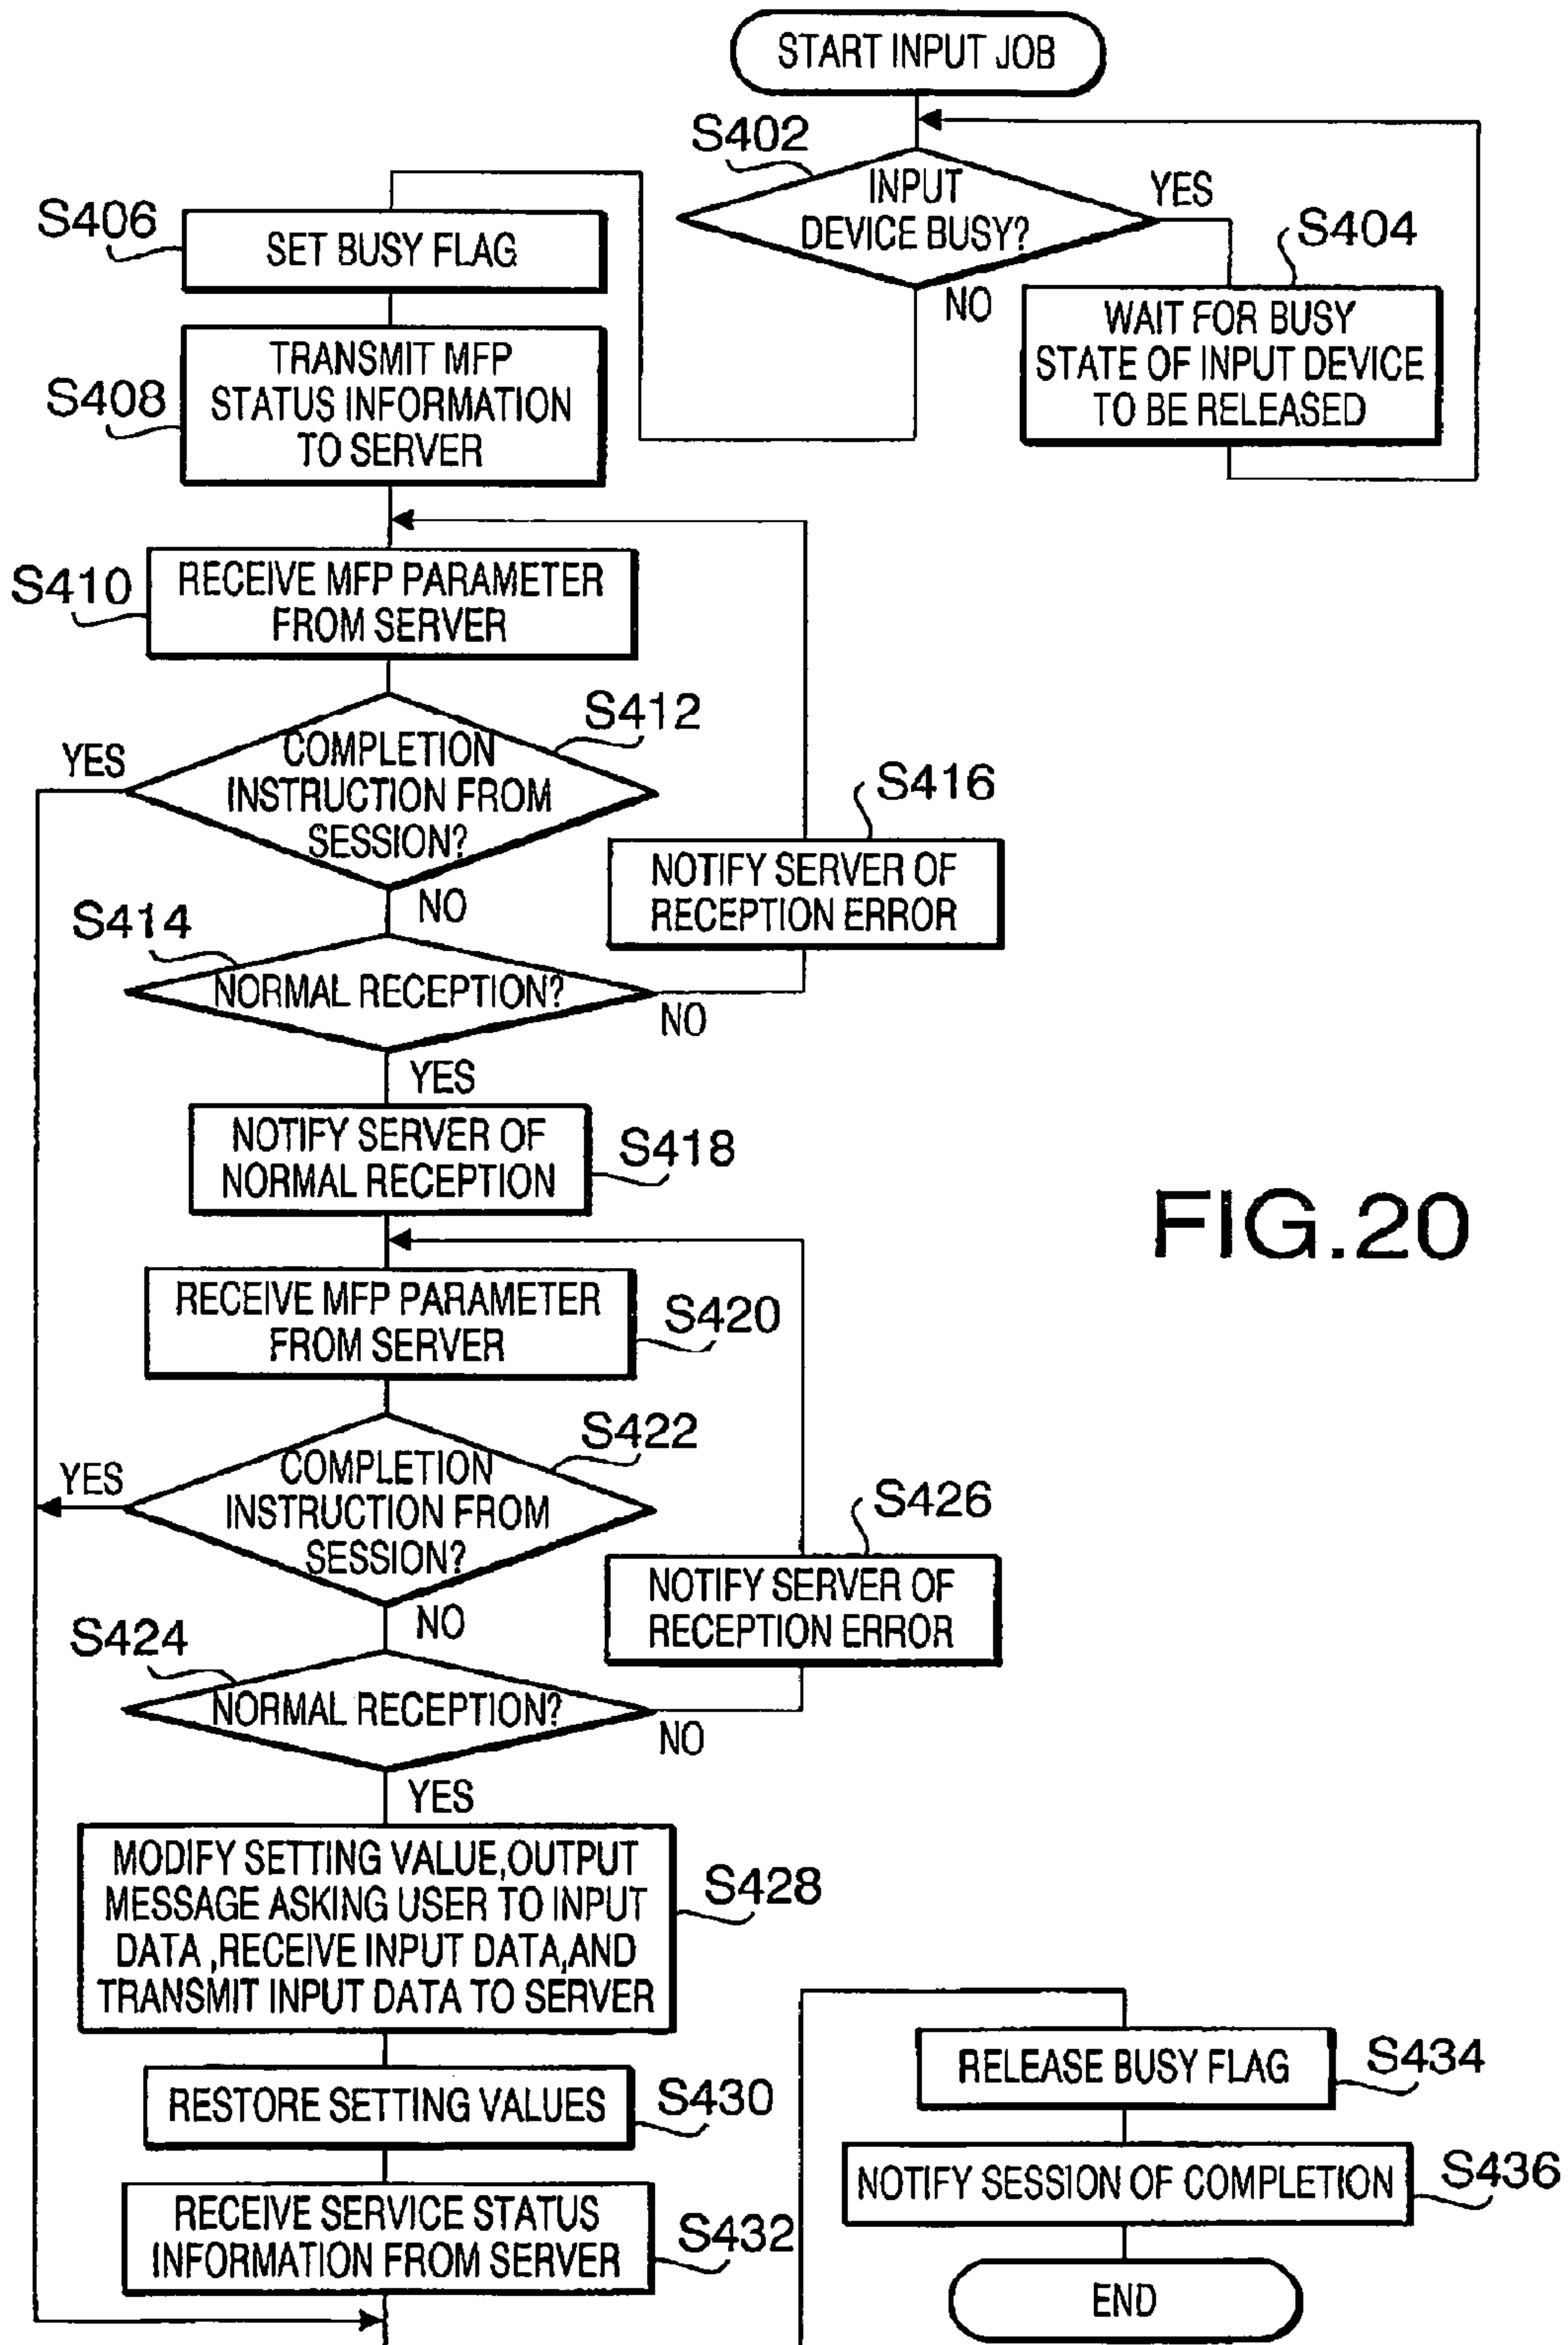 START INPUT JOB
S402
INPUT
DEVICE BUSY?
YES
NO
S404
WAIT FOR BUSY
STATE OF INPUT DEVICE
TO BE RELEASED
S406
SET BUSY FLAG
S408
TRANSMIT MFP
STATUS INFORMATION
TO SERVER
S410
RECEIVE MFP PARAMETER
FROM SERVER
S412
COMPLETION
INSTRUCTION FROM
SESSION?
YES
NO
S414
NORMAL RECEPTION?
NO
YES
S416
NOTIFY SERVER OF
RECEPTION ERROR
NOTIFY SERVER OF
NORMAL RECEPTION
S418
FIG.20
RECEIVE MFP PARAMETER
FROM SERVER
S420
S422
COMPLETION
INSTRUCTION FROM
SESSION?
YES
NO
S424
NORMAL RECEPTION?
NO
YES
S426
NOTIFY SERVER OF
RECEPTION ERROR
MODIFY SETTING VALUE,OUTPUT
MESSAGE ASKING USER TO INPUT
DATA ,RECEIVE INPUT DATA,AND
TRANSMIT INPUT DATA TO SERVER
S428
RESTORE SETTING VALUES
S430
RECEIVE SERVICE STATUS
INFORMATION FROM SERVER
S432
RELEASE BUSY FLAG
S434
NOTIFY SESSION OF COMPLETION
S436
END